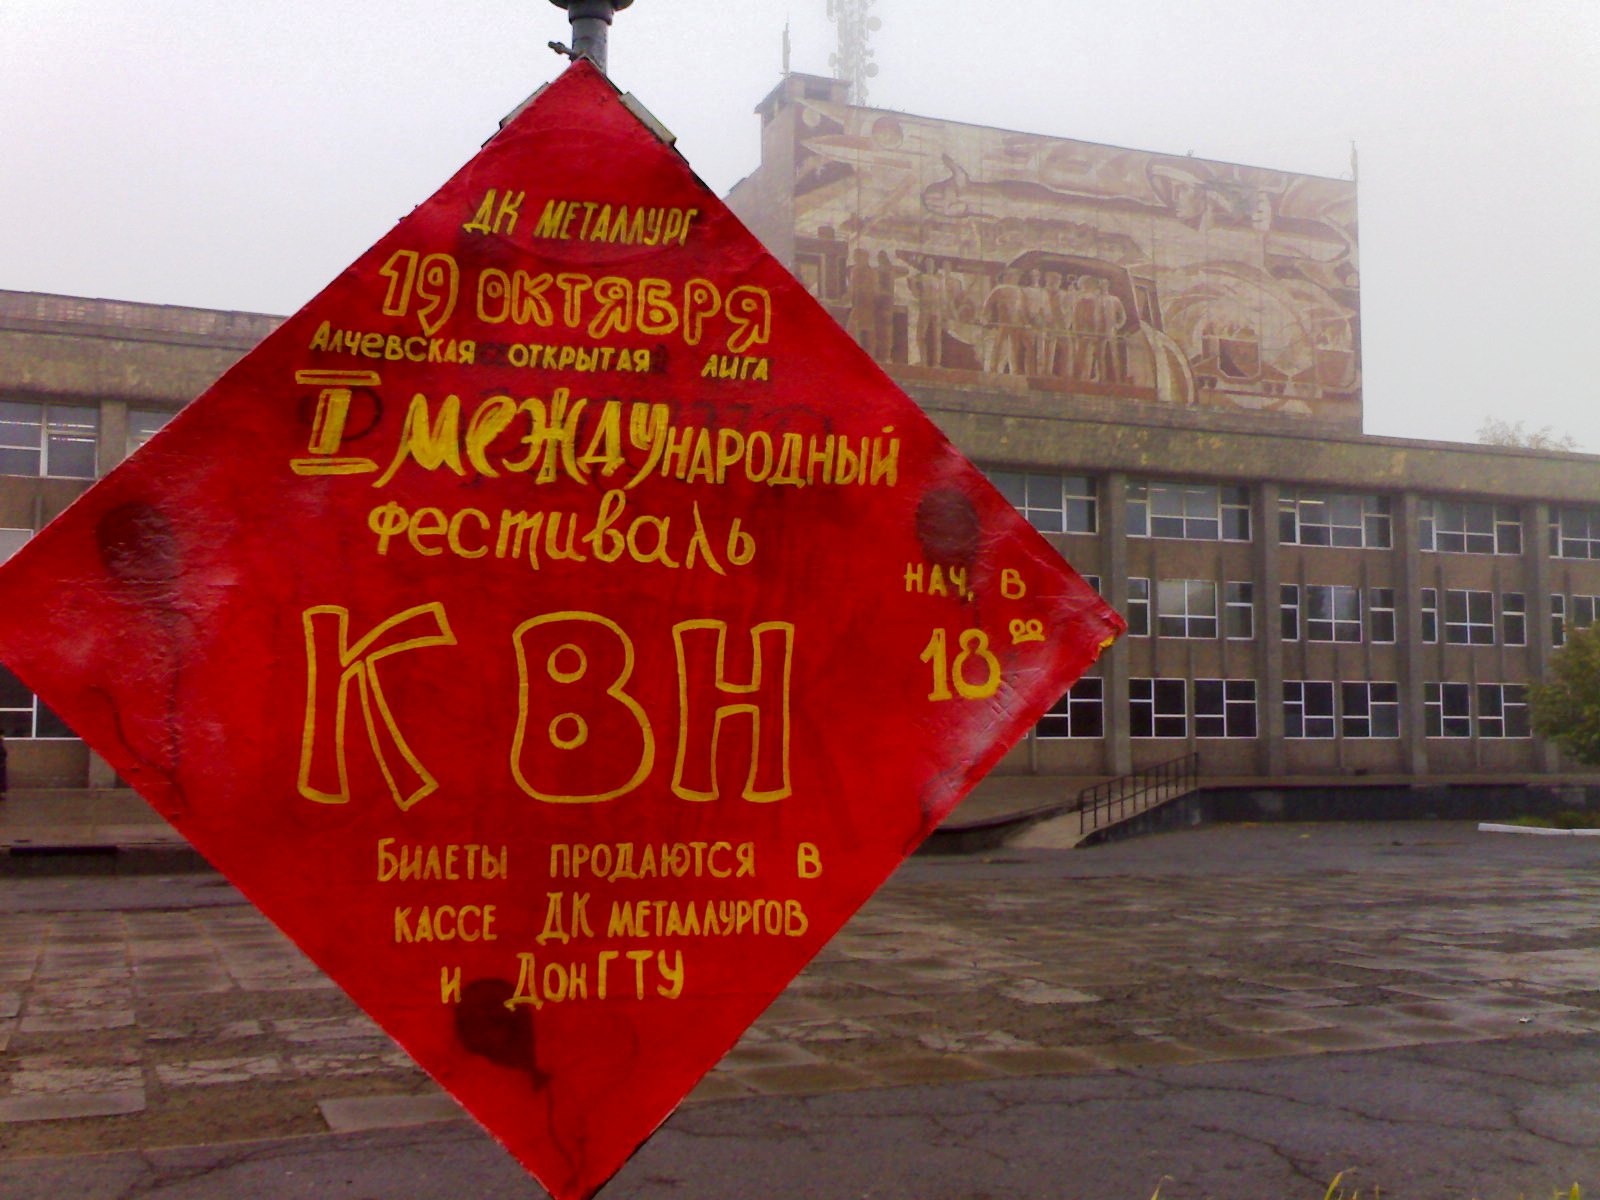 ДК МЕТАЛЛУРГ
19 ОКТЯБРЯ
АЛЧЕВСКАЯ ОТКРЫТАЯ ЛИГА
II МЕЖДУНАРОДНЫЙ
ФЕСТИВАЛЬ
НАЧ. В
18 00
КВН
БИЛЕТЫ ПРОДАЮТСЯ В
КАССЕ ДК МЕТАЛЛУРГОВ
И ДонГТУ